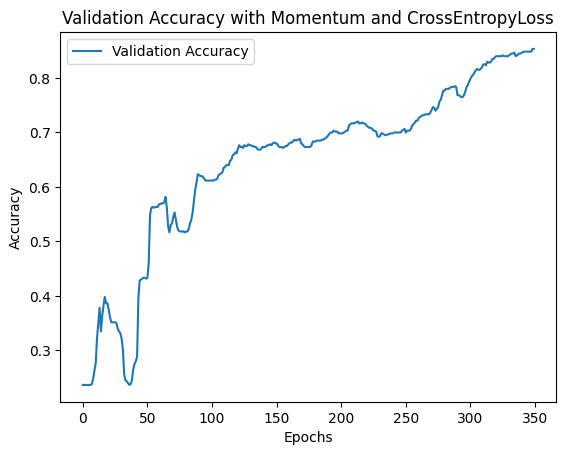 Validation Accuracy with Momentum and CrossEntropyLoss
Validation Accuracy
0.8
0.7
0.6
0.5
0.4
0.3
Accuracy
0 50 100 150 200 250 300 350
Epochs